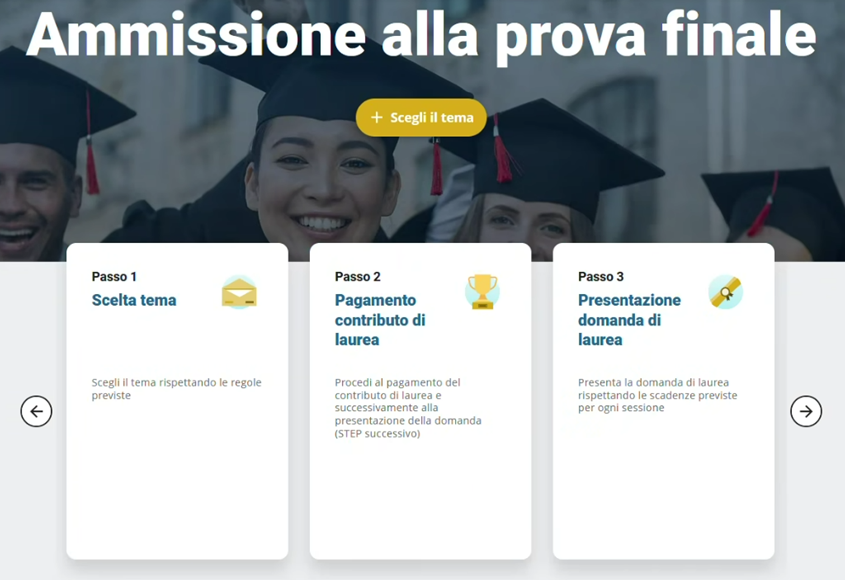 Ammissione alla prova finale
+ Scegli il tema
Passo 1
Scelta tema
Scegli il tema rispettando le regole
previste
Passo 2
Pagamento
contributo di
laurea
Procedi al pagamento del
contributo di laurea e
successivamente alla
presentazione della domanda
(STEP successivo)
Passo 3
Presentazione
domanda di
laurea
Presenta la domanda di laurea
rispettando le scadenze previste
per ogni sessione